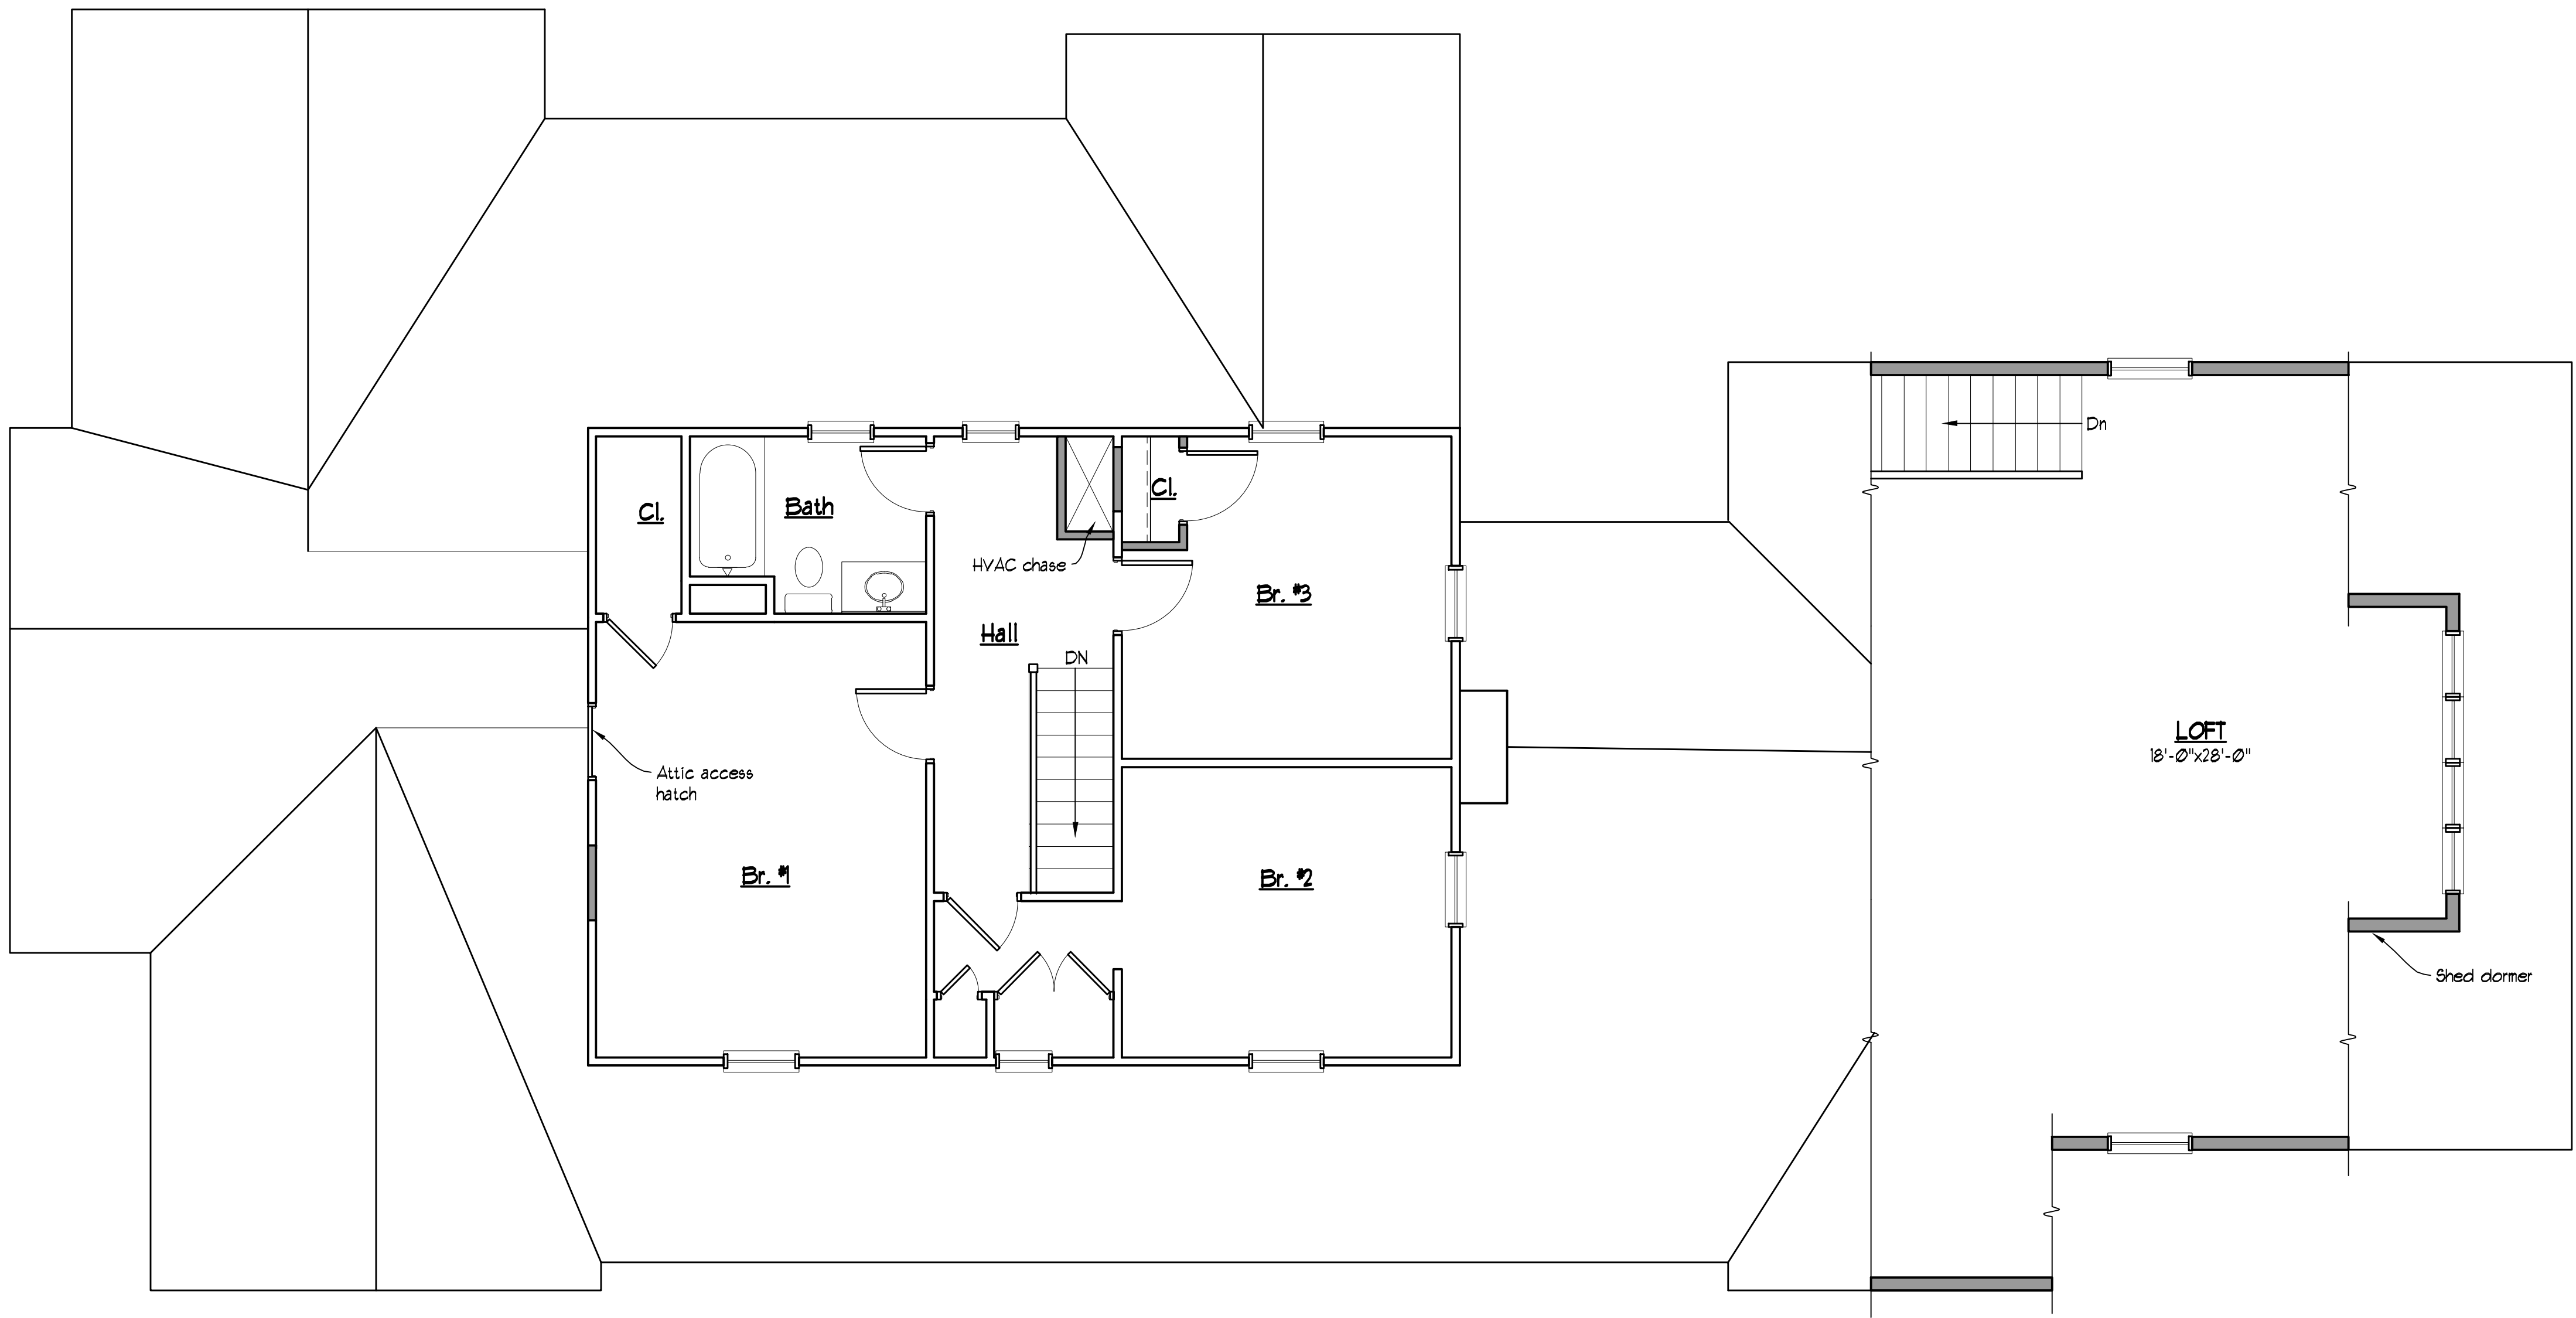 Dn
Cl.
Bath
Cl.
HVAC chase
Br. #3
Hall
DN
LOFT
18'-0"x28'-0"
Attic access
hatch
Br. #1
Br. #2
Shed dormer